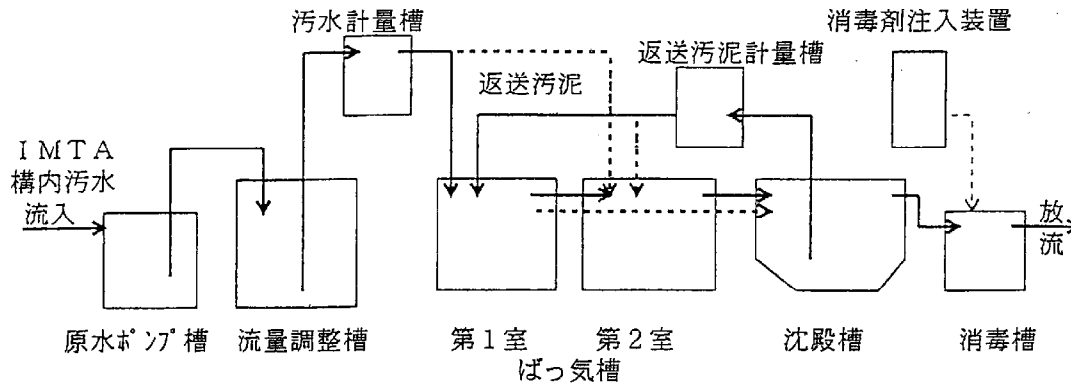 汚水計量槽
消毒剤注入装置
返送汚泥計量槽
返送汚泥
ＩＭＴＡ
構内汚水
流入
放
流
原水ﾎﾟﾝﾌﾟ槽
流量調整槽
第１室
第２室
沈殿槽
消毒槽
ばっ気槽